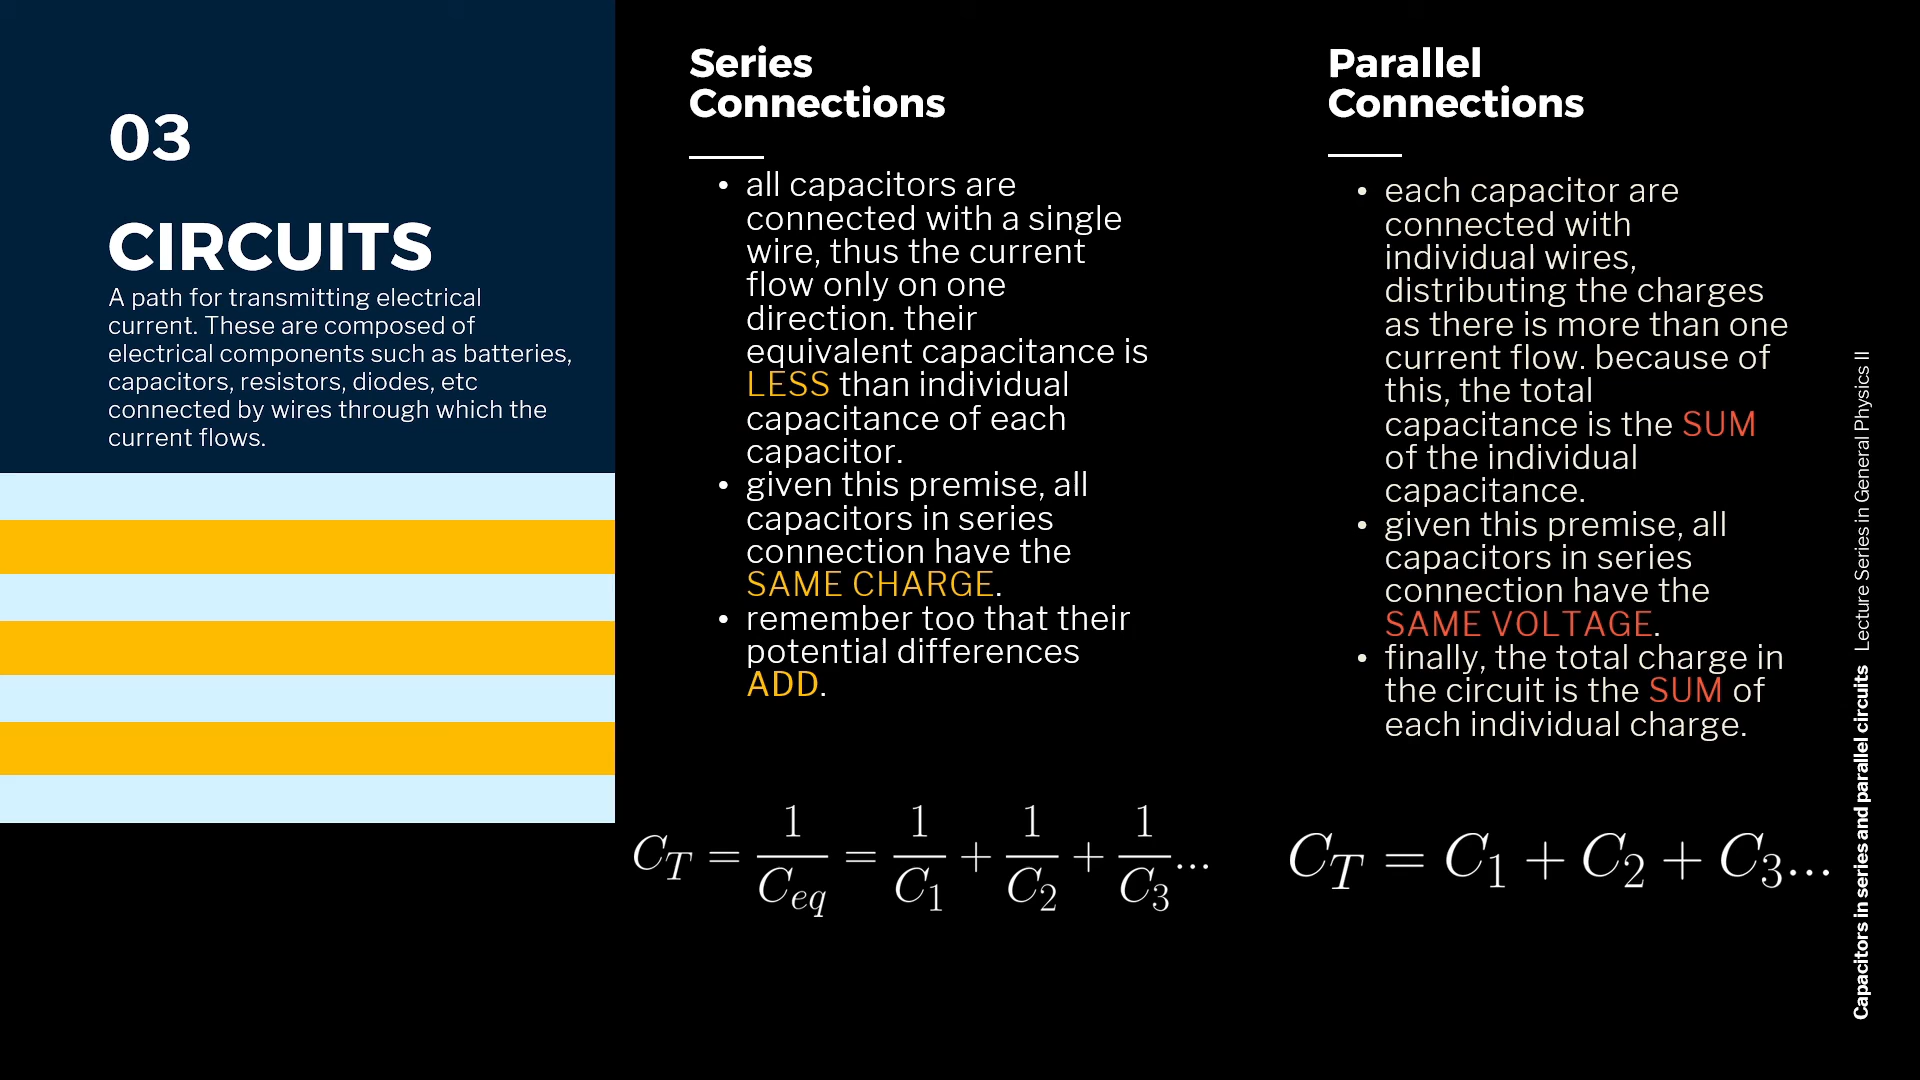 03
CIRCUITS
A path for transmitting electrical
current. These are composed of
electrical components such as batteries,
capacitors, resistors, diodes, etc
connected by wires through which the
current flows.
Series
Connections
• all capacitors are
connected with a single
wire, thus the current
flow only on one
direction. their
equivalent capacitance is
LESS than individual
capacitance of each
capacitor.
• given this premise, all
capacitors in series
connection have the
SAME CHARGE.
• remember too that their
potential differences
ADD.
C_T = 1/C_eq = 1/C_1 + 1/C_2 + 1/C_3...
Parallel
Connections
• each capacitor are
connected with
individual wires,
distributing the charges
as there is more than one
current flow. because of
this, the total
capacitance is the SUM
of the individual
capacitance.
• given this premise, all
capacitors in series
connection have the
SAME VOLTAGE.
• finally, the total charge in
the circuit is the SUM of
each individual charge.
C_T = C_1 + C_2 + C_3...
Capacitors in series and parallel circuits Lecture Series in General Physics II